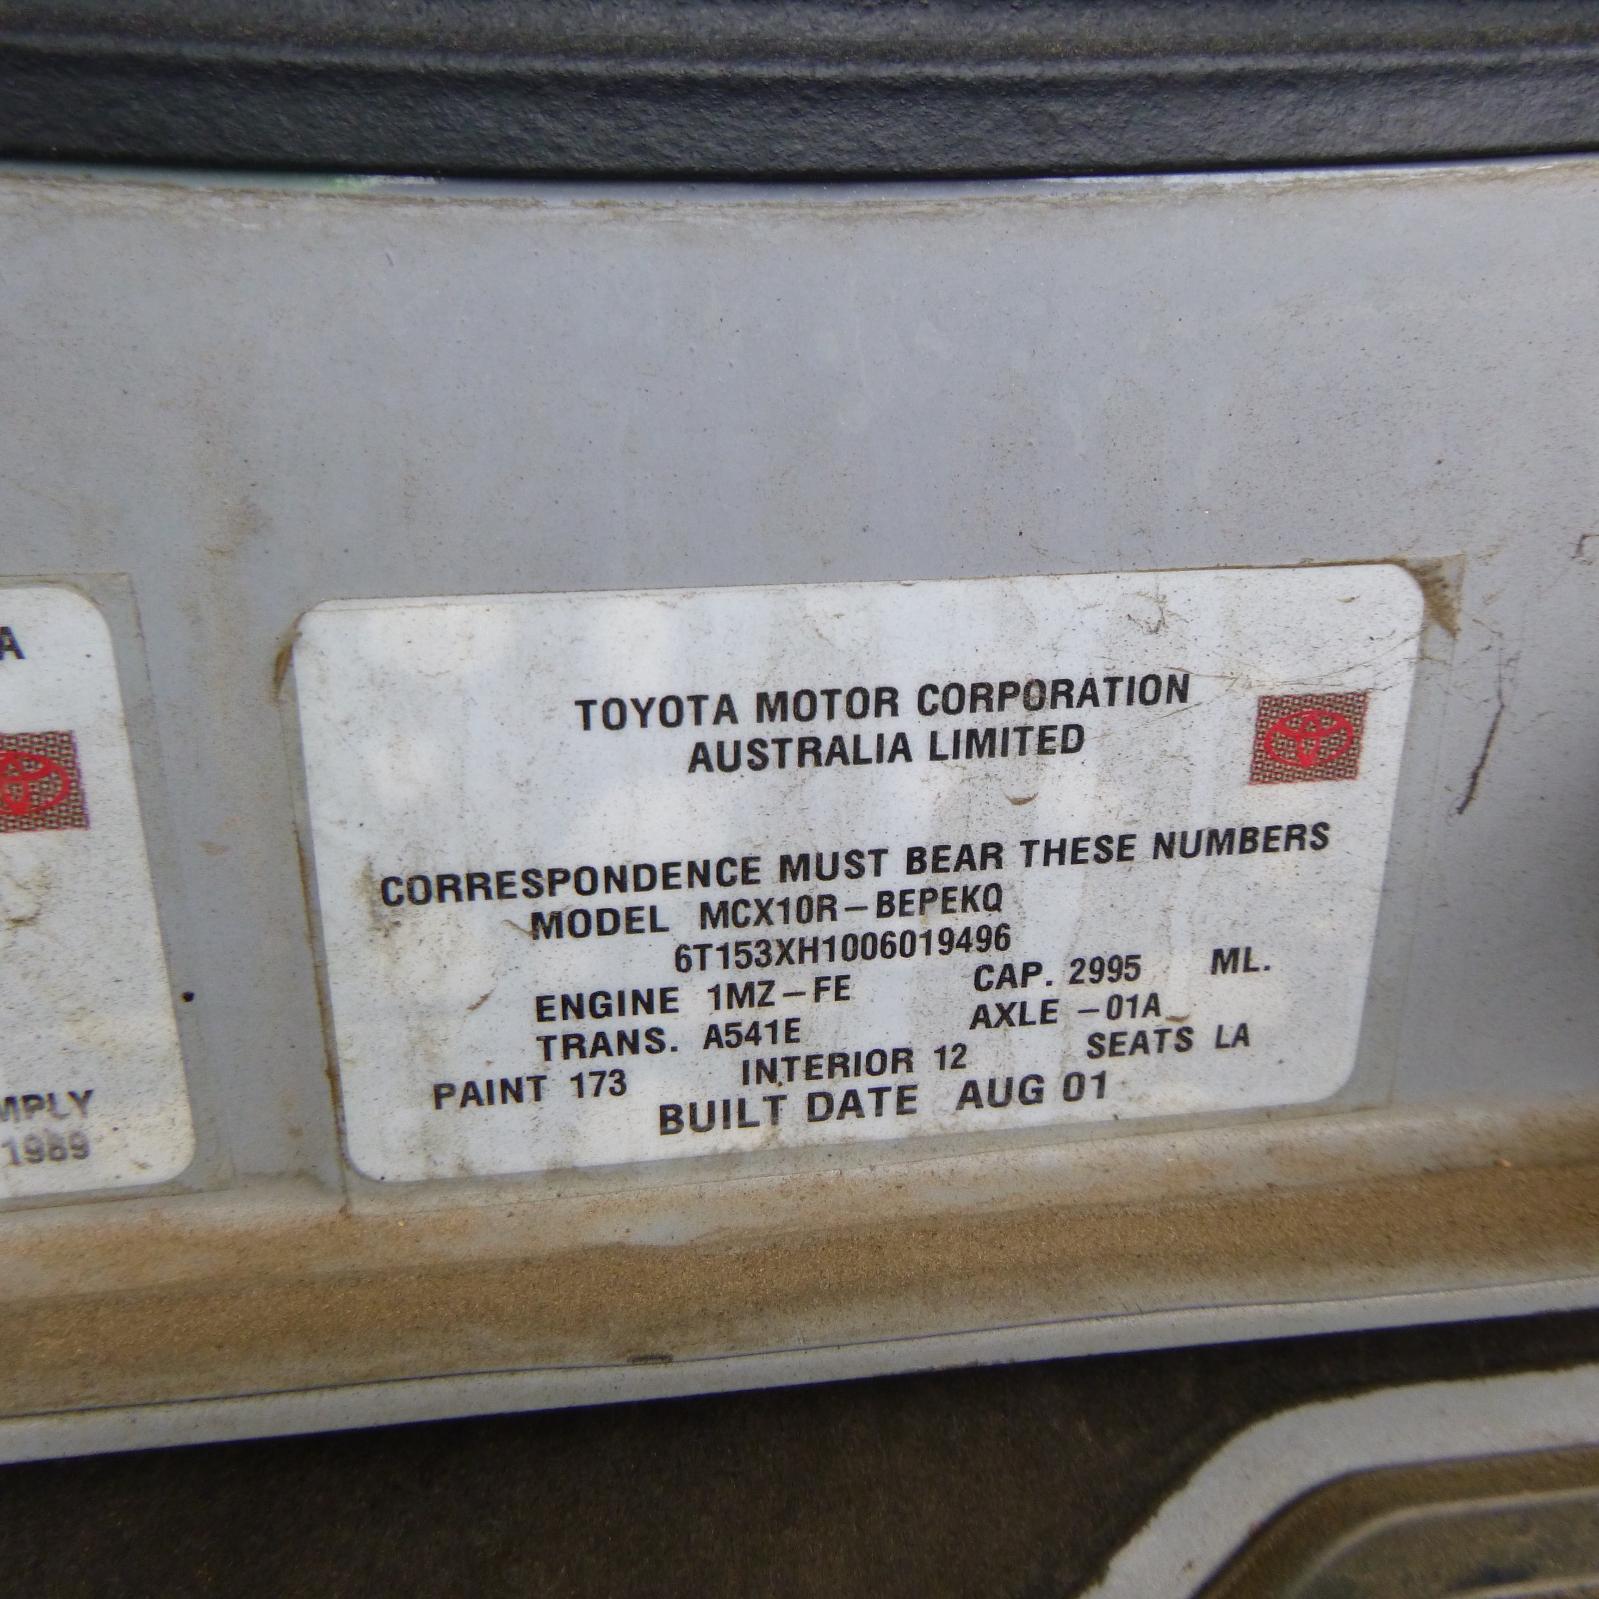 A
MPLY
1989
TOYOTA MOTOR CORPORATION
AUSTRALIA LIMITED
CORRESPONDENCE MUST BEAR THESE NUMBERS
MODEL MCX10R-BEPEKQ
6T153XH1006019496
ENGINE 1MZ-FE CAP. 2995 ML.
TRANS. A541E AXLE -01A
PAINT 173 INTERIOR 12 SEATS LA
BUILT DATE AUG 01